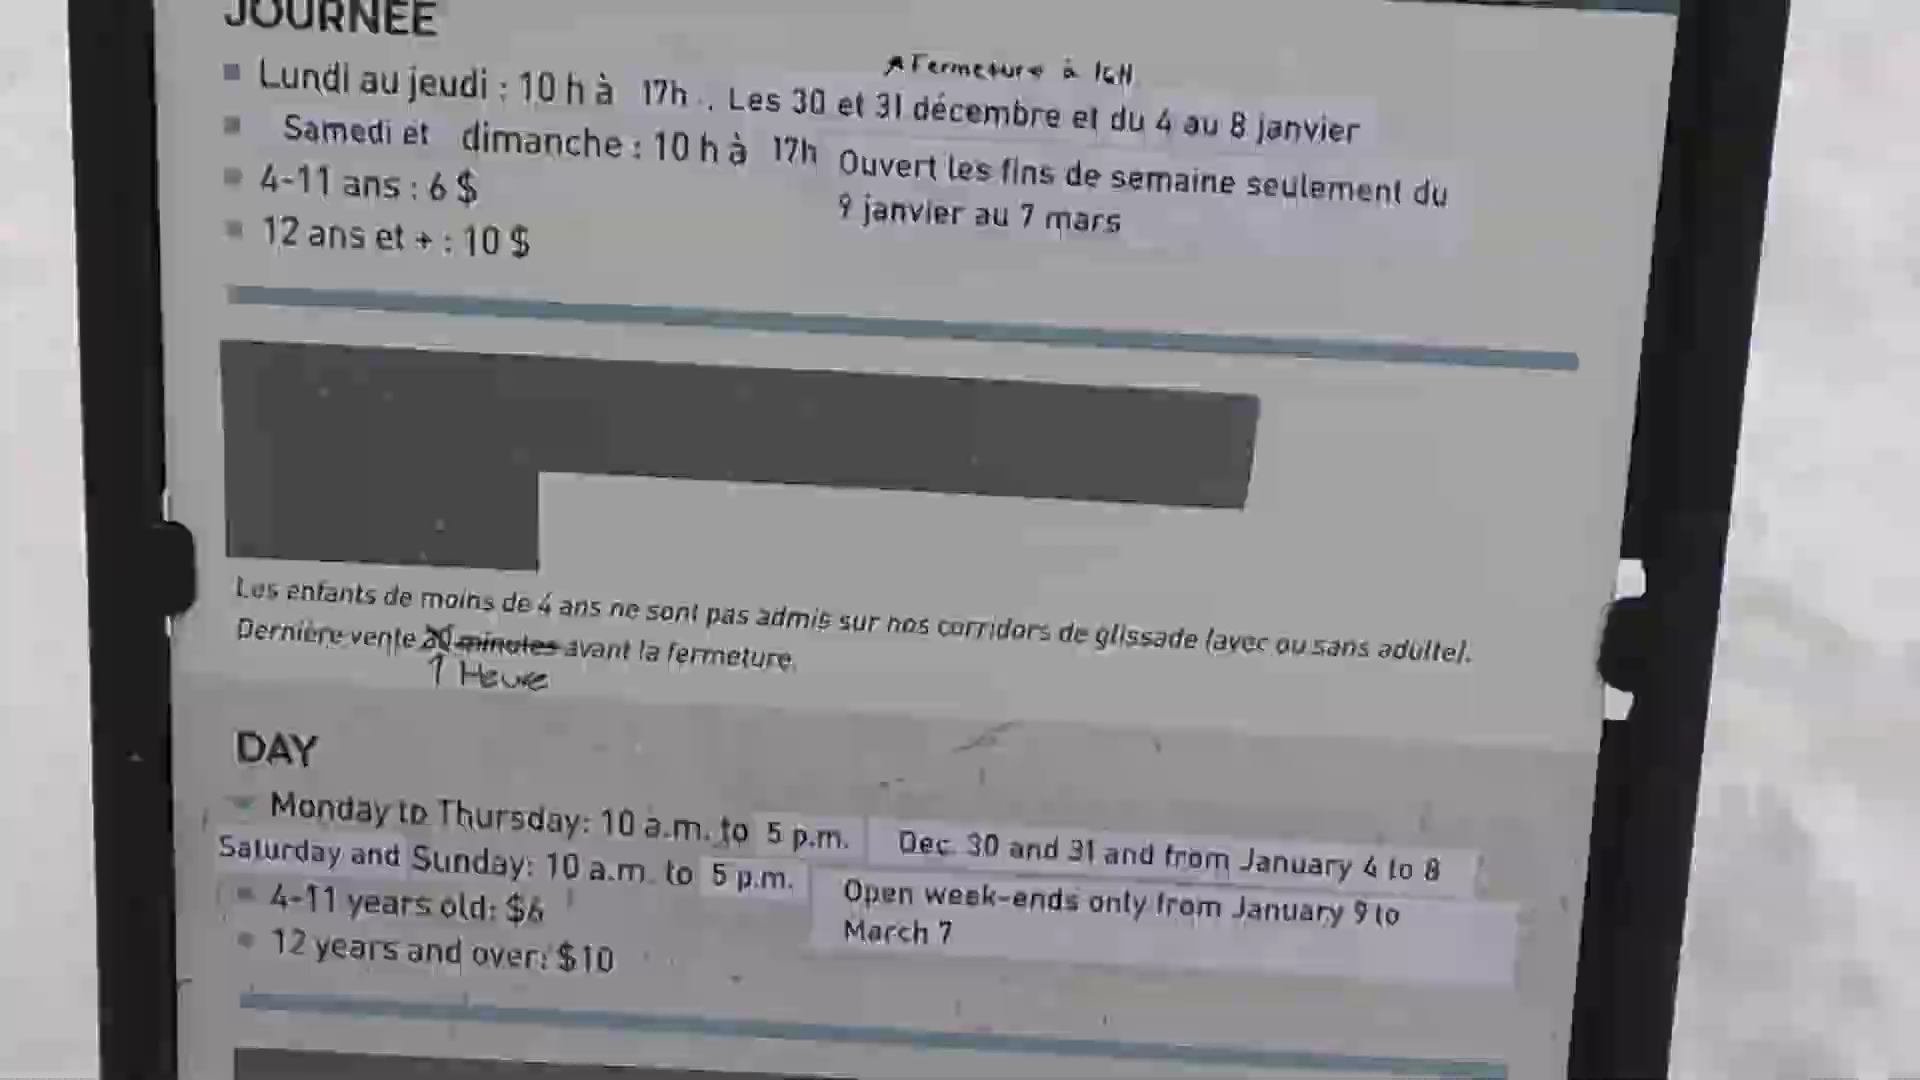 JOURNÉE
*Fermeture à 16H
Lundi au jeudi : 10 h à 17h . Les 30 et 31 décembre et du 4 au 8 janvier
Samedi et dimanche : 10 h à 17h Ouvert les fins de semaine seulement du
9 janvier au 7 mars
4-11 ans : 6 $
12 ans et + : 10 $
Les enfants de moins de 4 ans ne sont pas admis sur nos corridors de glissade (avec ou sans adulte).
Dernière vente 30 minutes avant la fermeture.
1 Heure
DAY
Monday to Thursday: 10 a.m. to 5 p.m. Dec. 30 and 31 and from January 4 to 8
Saturday and Sunday: 10 a.m. to 5 p.m. Open week-ends only from January 9 to
March 7
4-11 years old: $6
12 years and over: $10